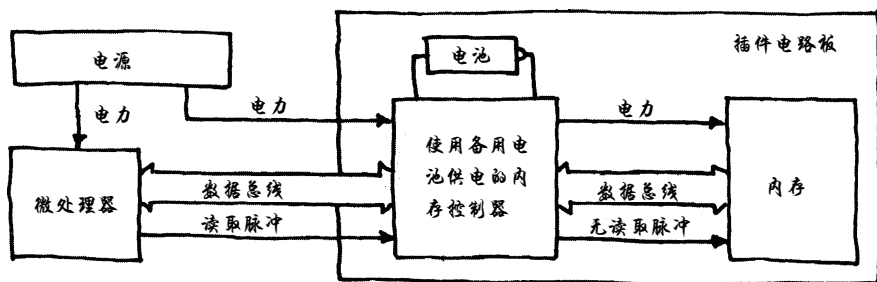 插件电路板
电源
电池
电力
电力
电力
使用备用电
池供电的内
存控制器
微处理器
数据总线
读取脉冲
数据总线
无读取脉冲
内存